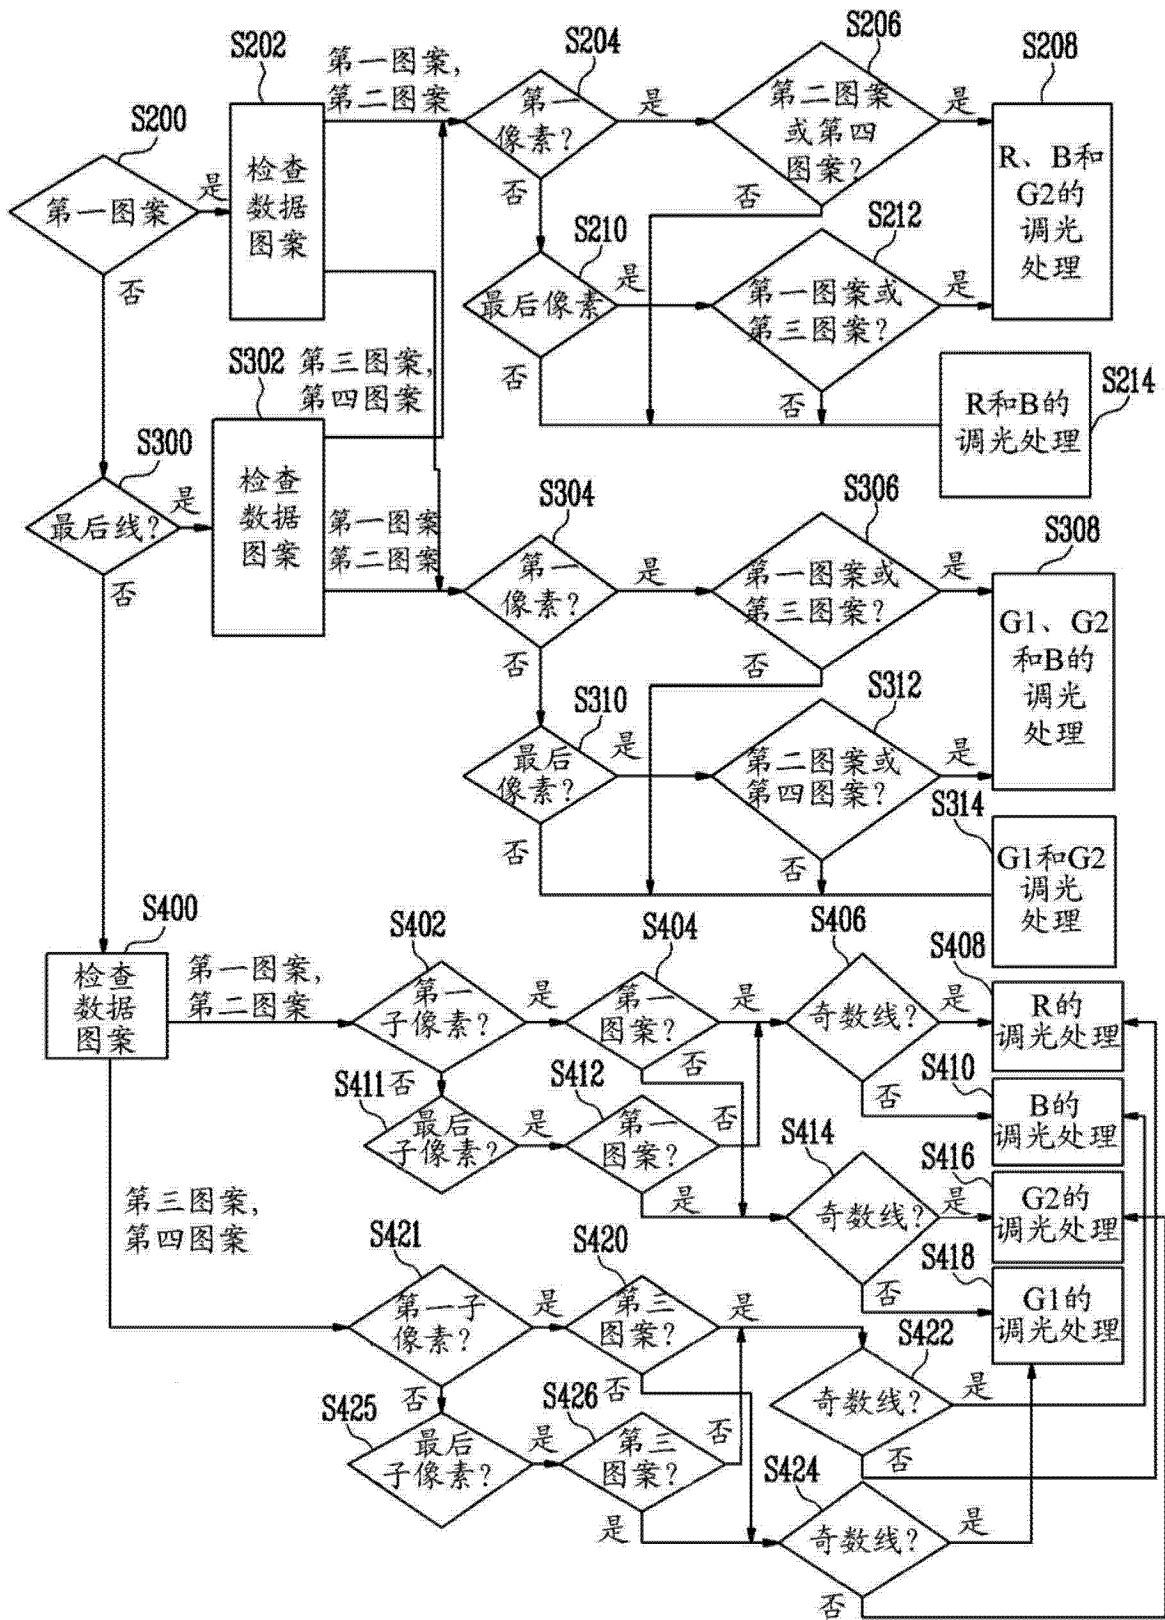 S200
第一图案
是
否
S202
检查
数据
图案
第一图案，
第二图案
S204
第一
像素？
是
否
S206
第二图案
或第四
图案？
是
否
S208
R、B和
G2的
调光
处理
S210
最后像素
是
否
S212
第一图案或
第三图案？
是
否
S214
R和B的
调光处理
S300
最后线？
是
否
S302
检查
数据
图案
第三图案，
第四图案
第一图案
第二图案
S304
第一
像素？
是
否
S306
第一图案或
第三图案？
是
否
S308
G1、G2
和B的
调光
处理
S310
最后
像素？
是
否
S312
第二图案或
第四图案？
是
否
S314
G1和G2
调光
处理
S400
检查
数据
图案
第一图案，
第二图案
第三图案，
第四图案
S402
第一
子像素？
是
否
S404
第一
图案？
是
否
S406
奇数线？
是
否
S408
R的
调光处理
S410
B的
调光处理
S411
最后
子像素？
是
S412
第一
图案？
否
是
S414
奇数线？
是
否
S416
G2的
调光处理
S418
G1的
调光处理
S421
第一子
像素？
是
否
S420
第三
图案？
是
否
S422
奇数线？
是
否
S425
最后
子像素？
是
S426
第三
图案？
否
是
S424
奇数线？
是
否